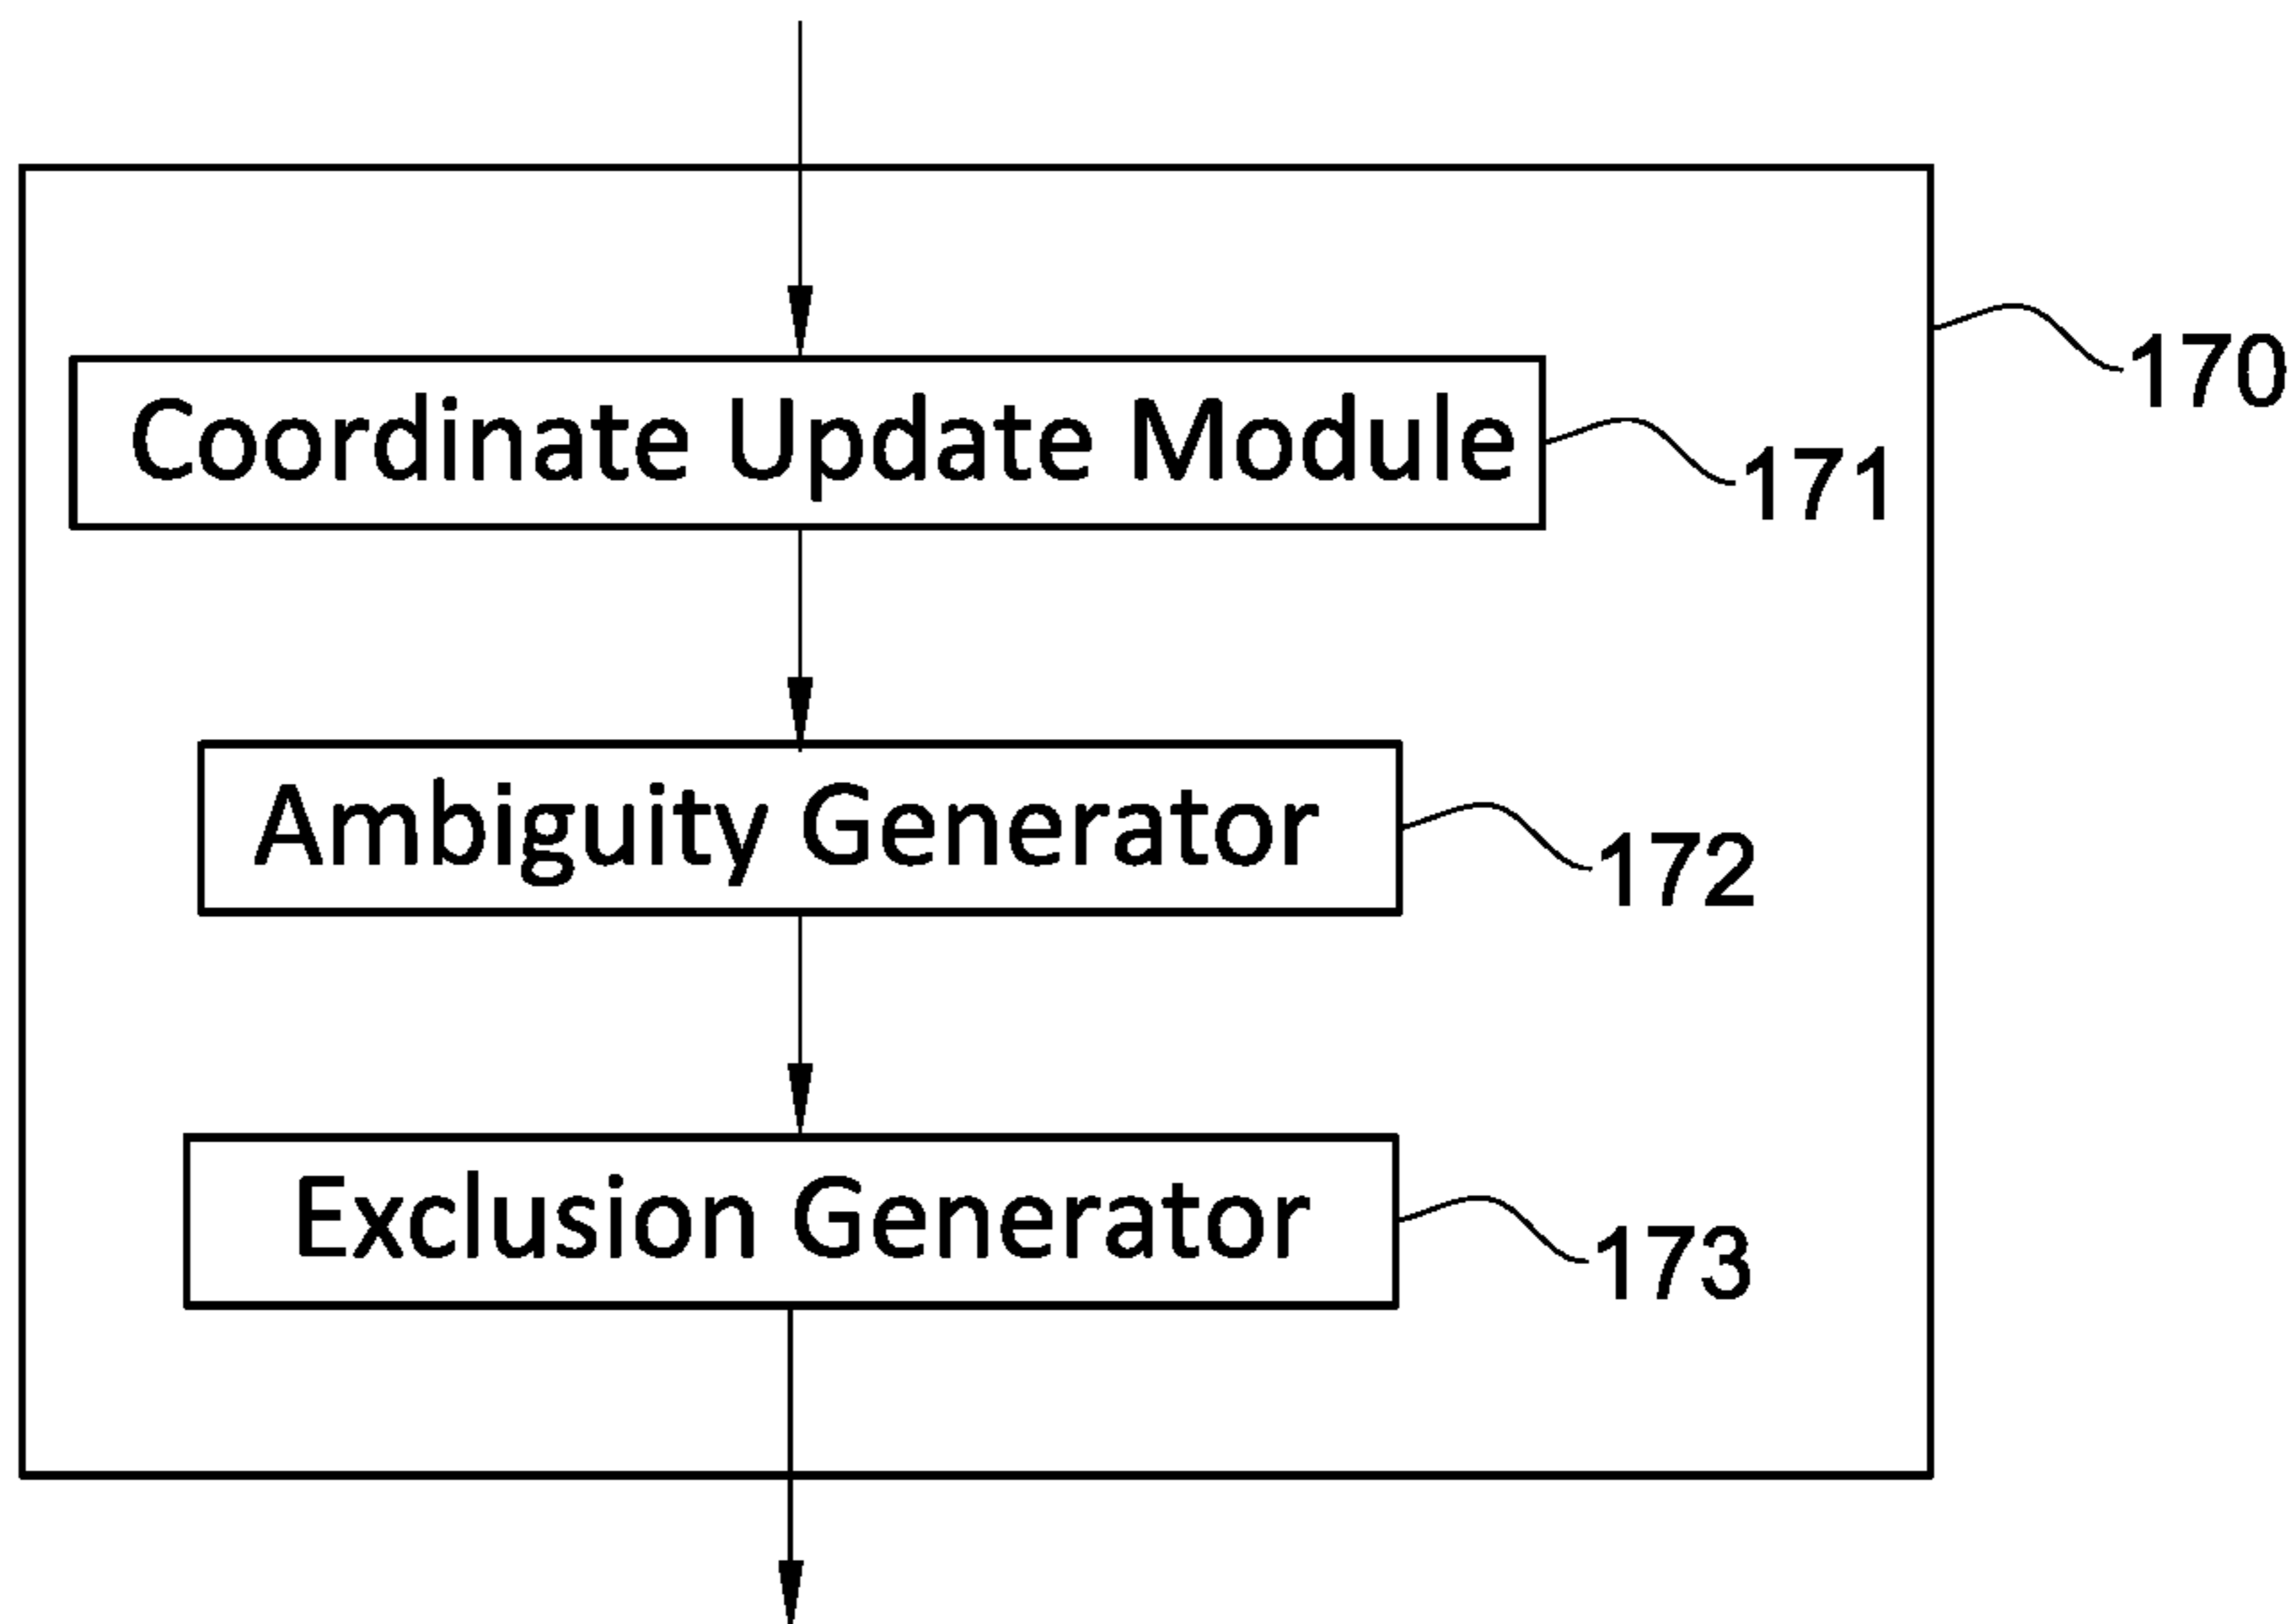 170
Coordinate Update Module
171
Ambiguity Generator
172
Exclusion Generator
173